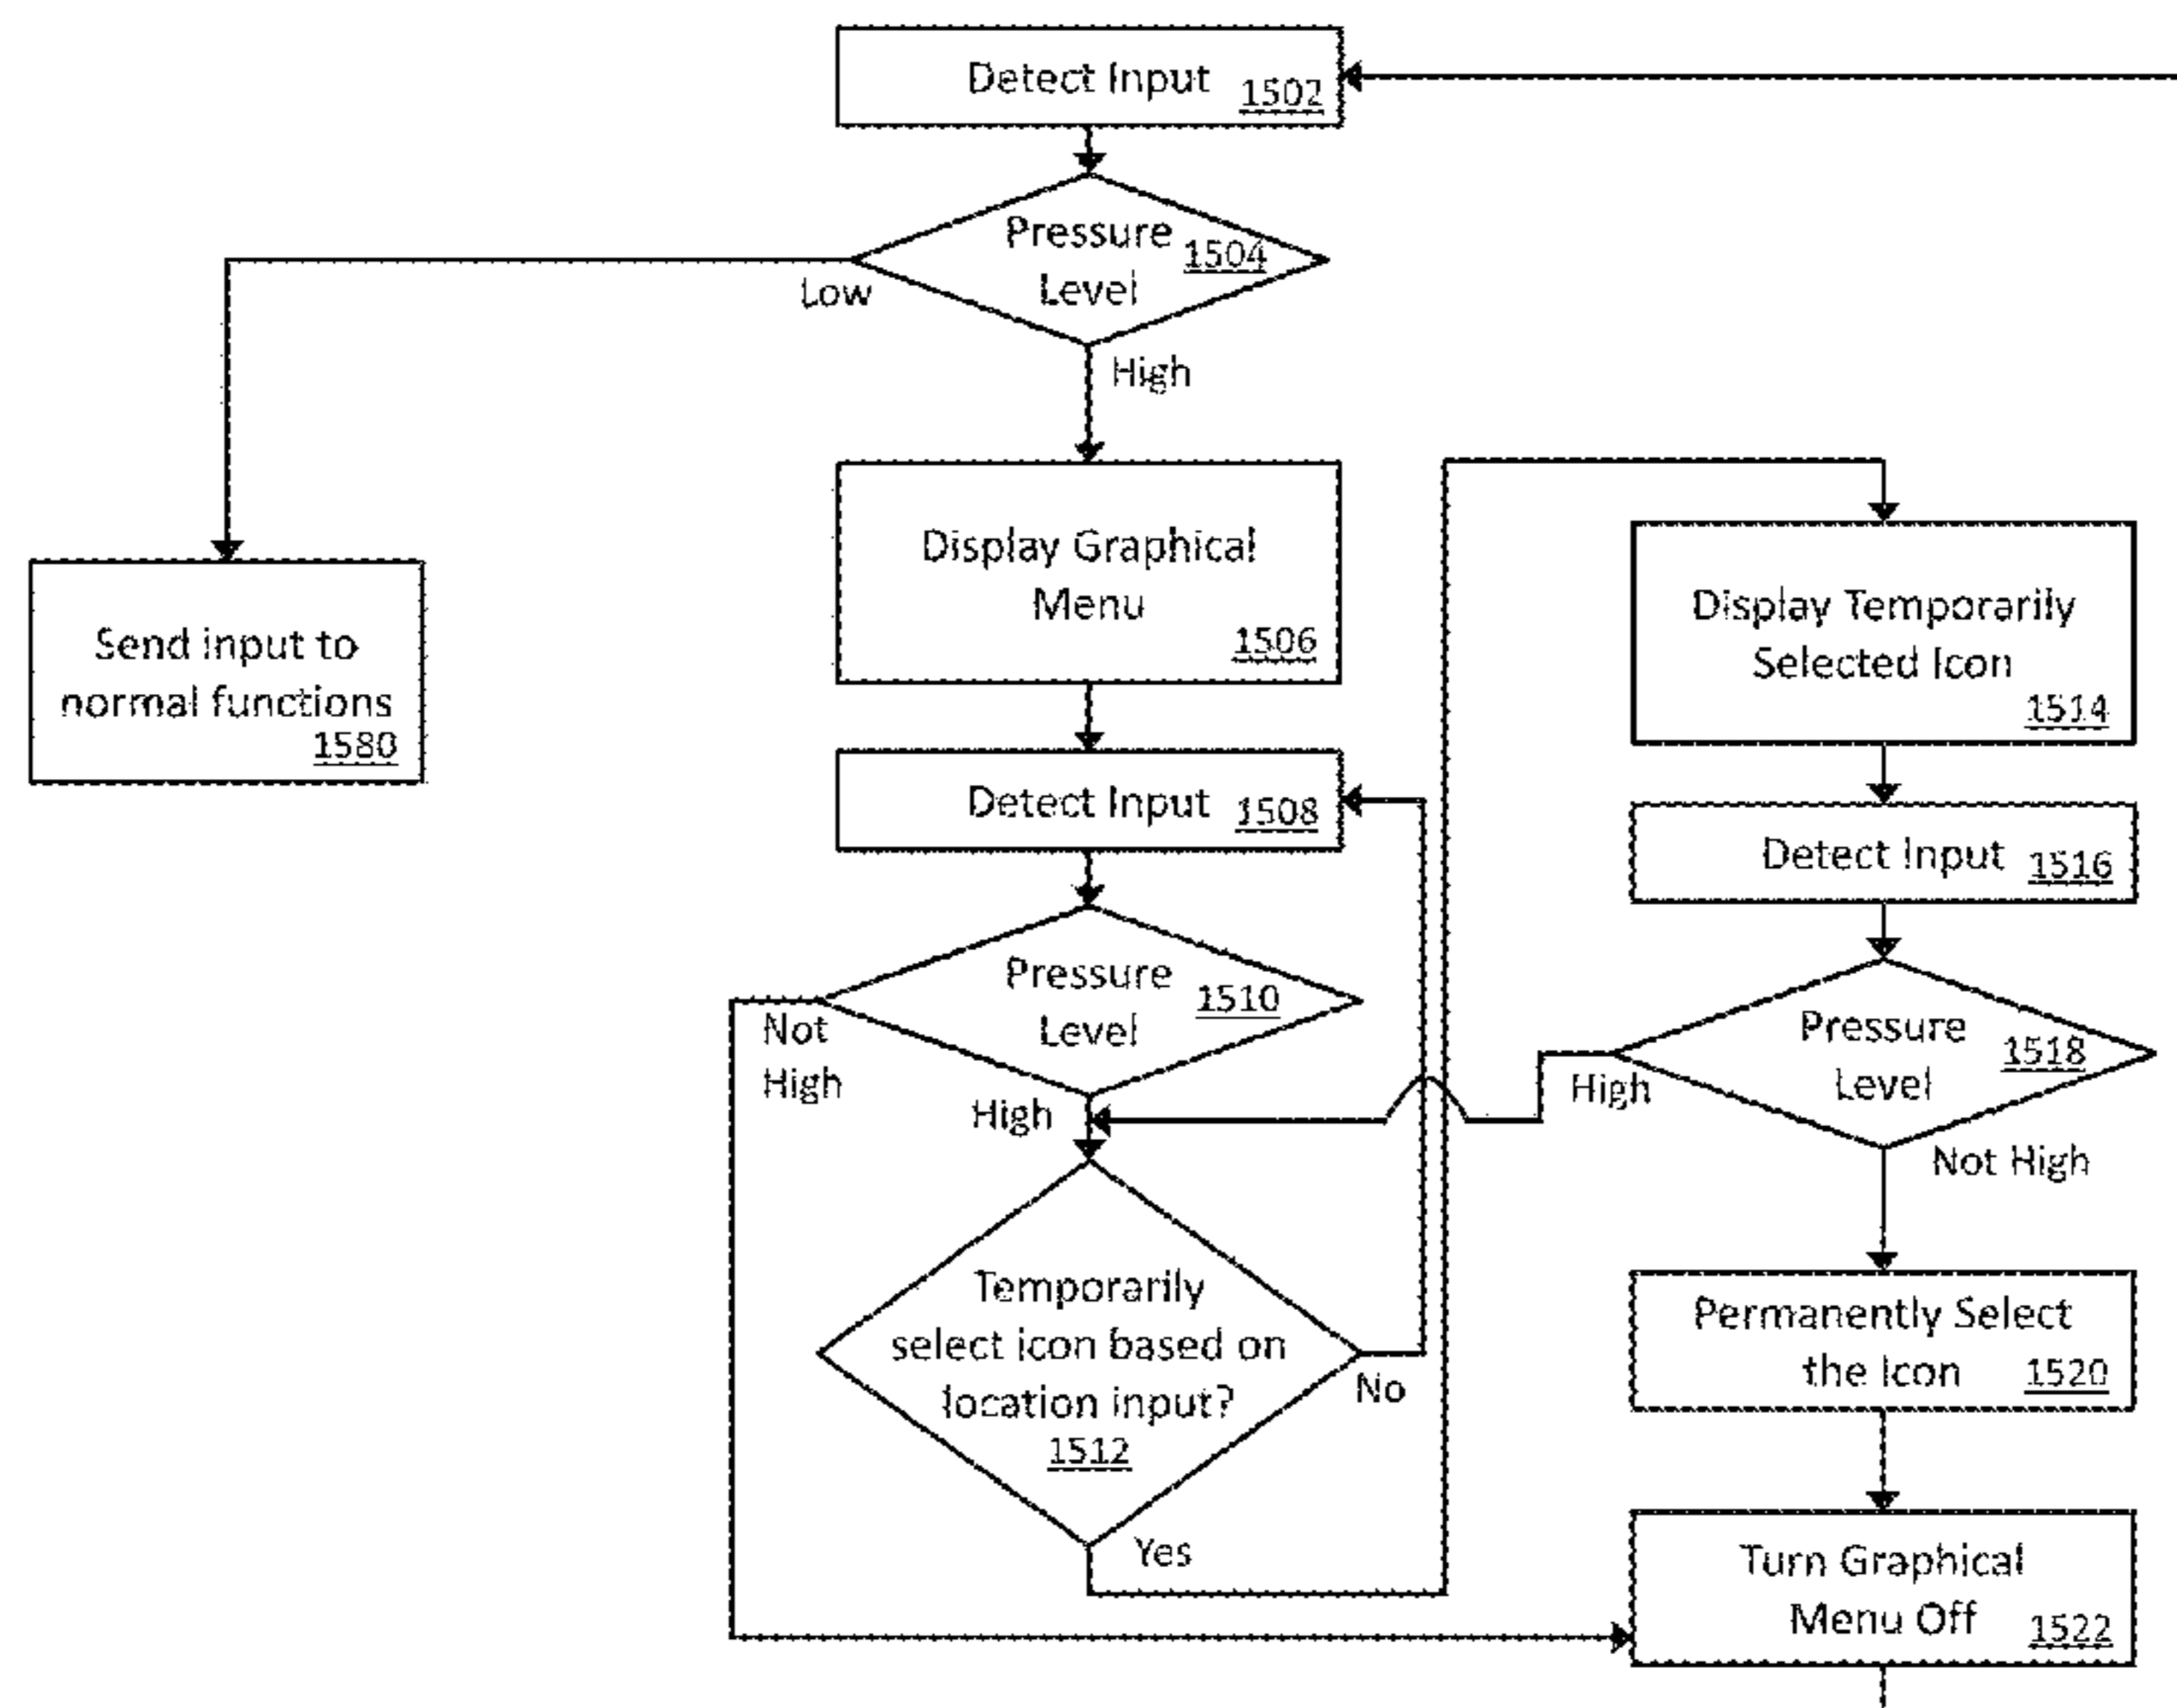 Detect Input 1502
Pressure
Level
1504
Low
High
Display Graphical
Menu
1506
Send input to
normal functions
1580
Detect Input 1508
Pressure
Level
1510
Not
High
High
Temporarily
select icon based on
location input?
1512
No
Yes
Display Temporarily
Selected Icon
1514
Detect Input 1516
Pressure
Level
1518
High
Not High
Permanently Select
the Icon 1520
Turn Graphical
Menu Off 1522